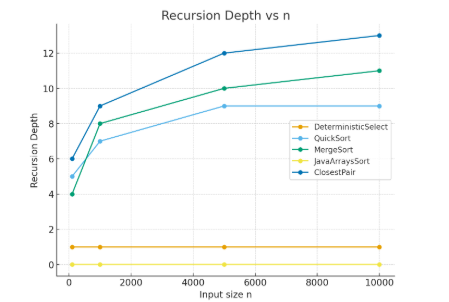 Recursion Depth vs n
Recursion Depth
12
10
8
6
4
2
0
DeterministicSelect
QuickSort
MergeSort
JavaArraysSort
ClosestPair
0 2000 4000 6000 8000 10000
Input size n